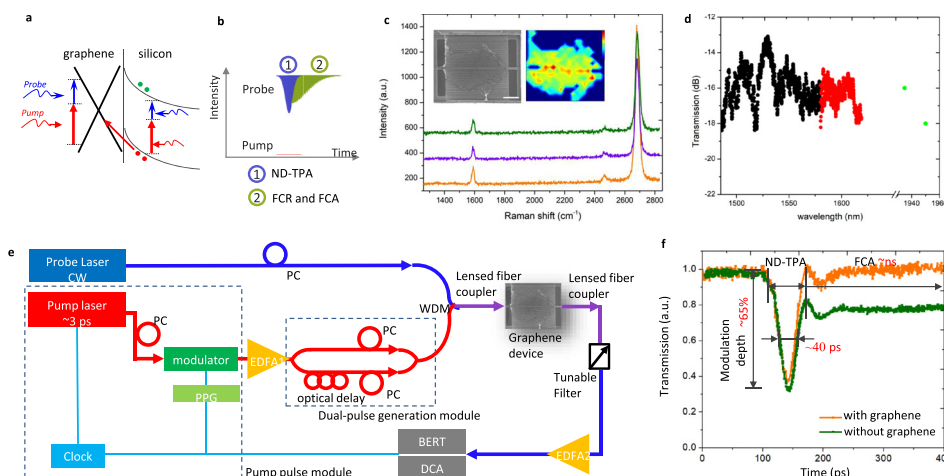 a
graphene
silicon
Probe
Pump
b
Intensity
Probe
1
2
Pump
Time
1 ND-TPA
2 FCR and FCA
c
Intensity (a.u.)
1400
1200
1000
800
600
400
200
1400 1600 1800 2000 2200 2400 2600 2800
Raman shift (cm-1)
d
Transmission (dB)
-12
-14
-16
-18
-20
-22
1500 1550 1600 1940 1960
wavelength (nm)
e
Probe Laser
CW
PC
Pump laser
~3 ps
PC
modulator
PPG
Clock
Pump pulse module
EDFA1
PC
optical delay
PC
Dual-pulse generation module
WDM
Lensed fiber
coupler
Graphene
device
Lensed fiber
coupler
Tunable
Filter
EDFA2
BERT
DCA
f
Transmission (a.u.)
1.0
0.8
0.6
0.4
0.2
0.0
ND-TPA
FCA ~ns
Modulation
depth ~65%
~40 ps
with graphene
without graphene
0 100 200 300 400
Time (ps)